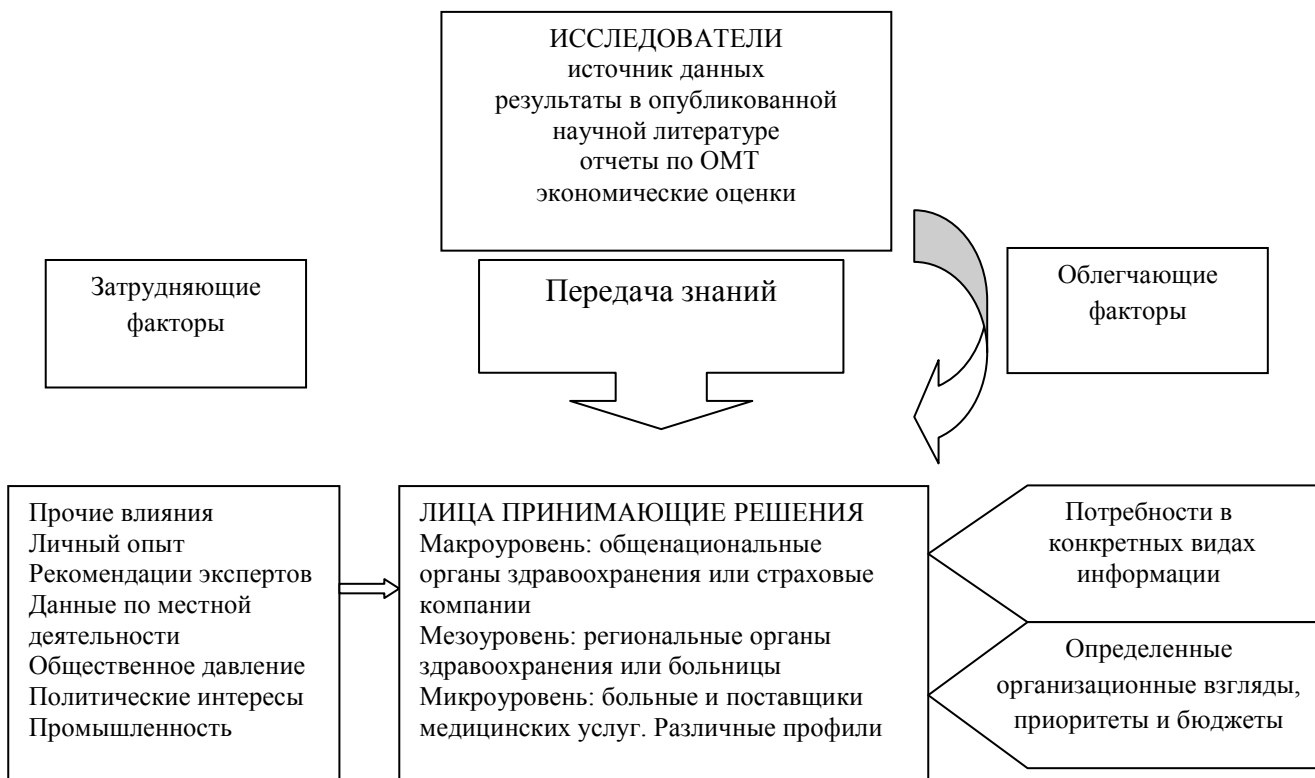 ИССЛЕДОВАТЕЛИ
источник данных
результаты в опубликованной
научной литературе
отчеты по ОМТ
экономические оценки
Затрудняющие
факторы
Передача знаний
Облегчающие
факторы
Прочие влияния
Личный опыт
Рекомендации экспертов
Данные по местной
деятельности
Общественное давление
Политические интересы
Промышленность
ЛИЦА ПРИНИМАЮЩИЕ РЕШЕНИЯ
Макроуровень: общенациональные
органы здравоохранения или страховые
компании
Мезоуровень: региональные органы
здравоохранения или больницы
Микроуровень: больные и поставщики
медицинских услуг. Различные профили
Потребности в
конкретных видах
информации
Определенные
организационные взгляды,
приоритеты и бюджеты